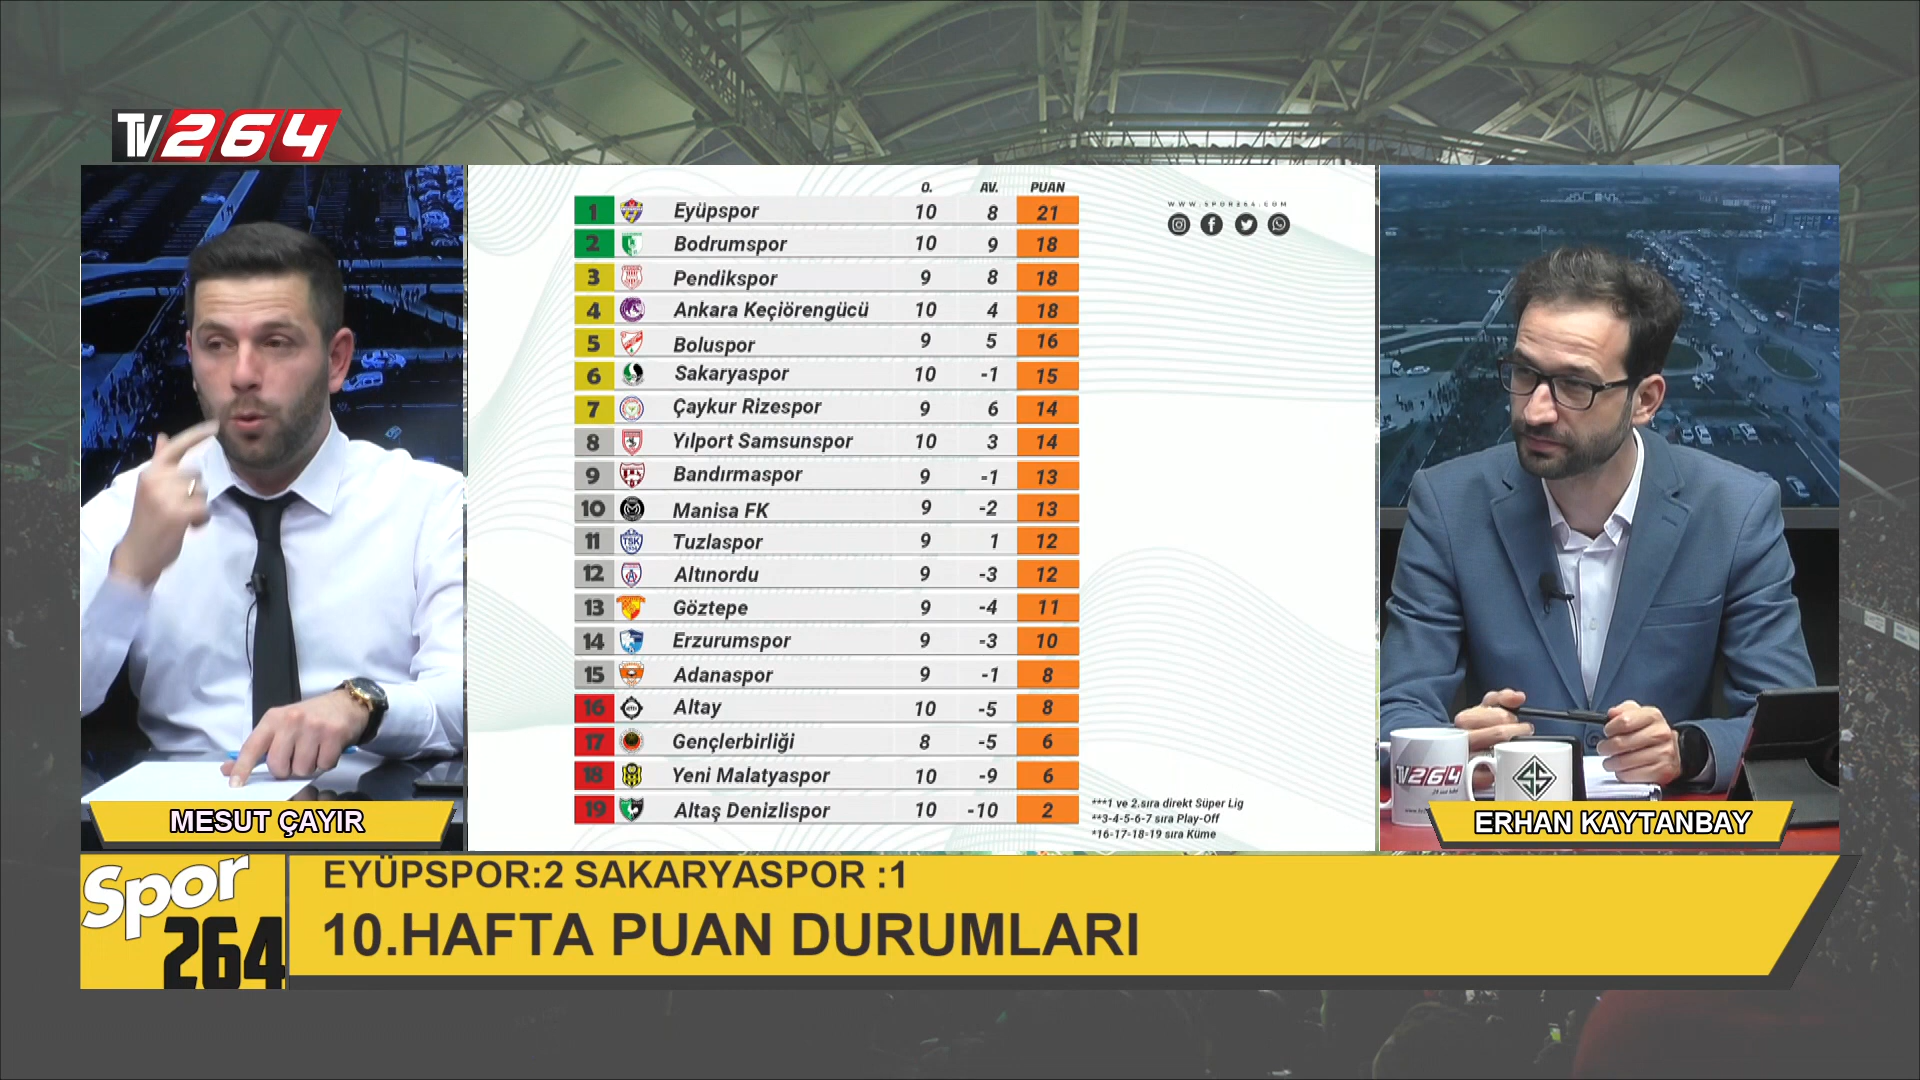 TV264
O. AV. PUAN
1 Eyüpspor 10 8 21
2 Bodrumspor 10 9 18
3 Pendikspor 9 8 18
4 Ankara Keçiörengücü 10 4 18
5 Boluspor 9 5 16
6 Sakaryaspor 10 -1 15
7 Çaykur Rizespor 9 6 14
8 Yılport Samsunspor 10 3 14
9 Bandırmaspor 9 -1 13
10 Manisa FK 9 -2 13
11 Tuzlaspor 9 1 12
12 Altınordu 9 -3 12
13 Göztepe 9 -4 11
14 Erzurumspor 9 -3 10
15 Adanaspor 9 -1 8
16 Altay 10 -5 8
17 Gençlerbirliği 8 -5 6
18 Yeni Malatyaspor 10 -9 6
19 Altaş Denizlispor 10 -10 2
WWW.SPOR264.COM
***1 ve 2.sıra direkt Süper Lig
**3-4-5-6-7 sıra Play-Off
*16-17-18-19 sıra Küme
TV264
MESUT ÇAYIR
ERHAN KAYTANBAY
Spor
264
EYÜPSPOR:2 SAKARYASPOR :1
10.HAFTA PUAN DURUMLARI